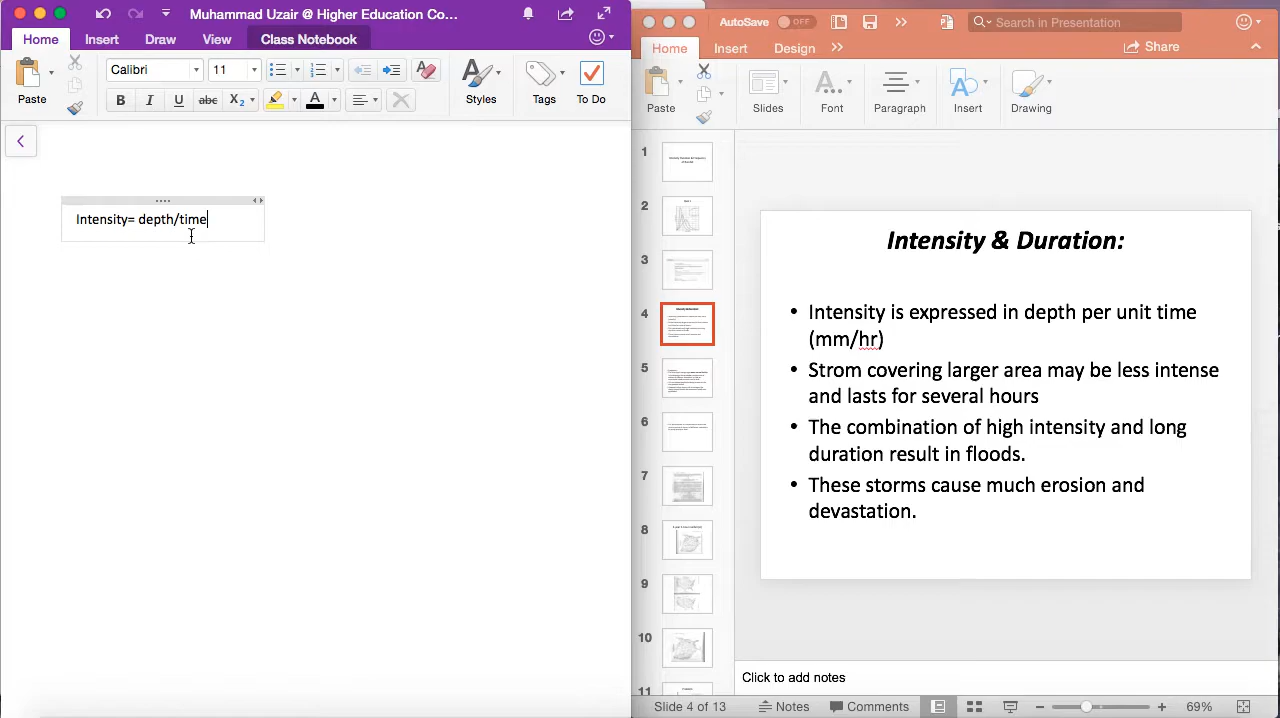 Muhammad Uzair @ Higher Education Co...
Home Insert Draw View Class Notebook
Calibri 11
Paste B I U abc X2 A Styles Tags To Do
Intensity= depth/time
AutoSave OFF Search in Presentation
Home Insert Design Share
Paste Slides Font Paragraph Insert Drawing
1
2
3
4
5
6
7
8
9
10
11
Intensity & Duration:
• Intensity is expressed in depth per unit time
(mm/hr)
• Strom covering larger area may be less intense
and lasts for several hours
• The combination of high intensity and long
duration result in floods.
• These storms cause much erosion and
devastation.
Click to add notes
Slide 4 of 13 Notes Comments 69%